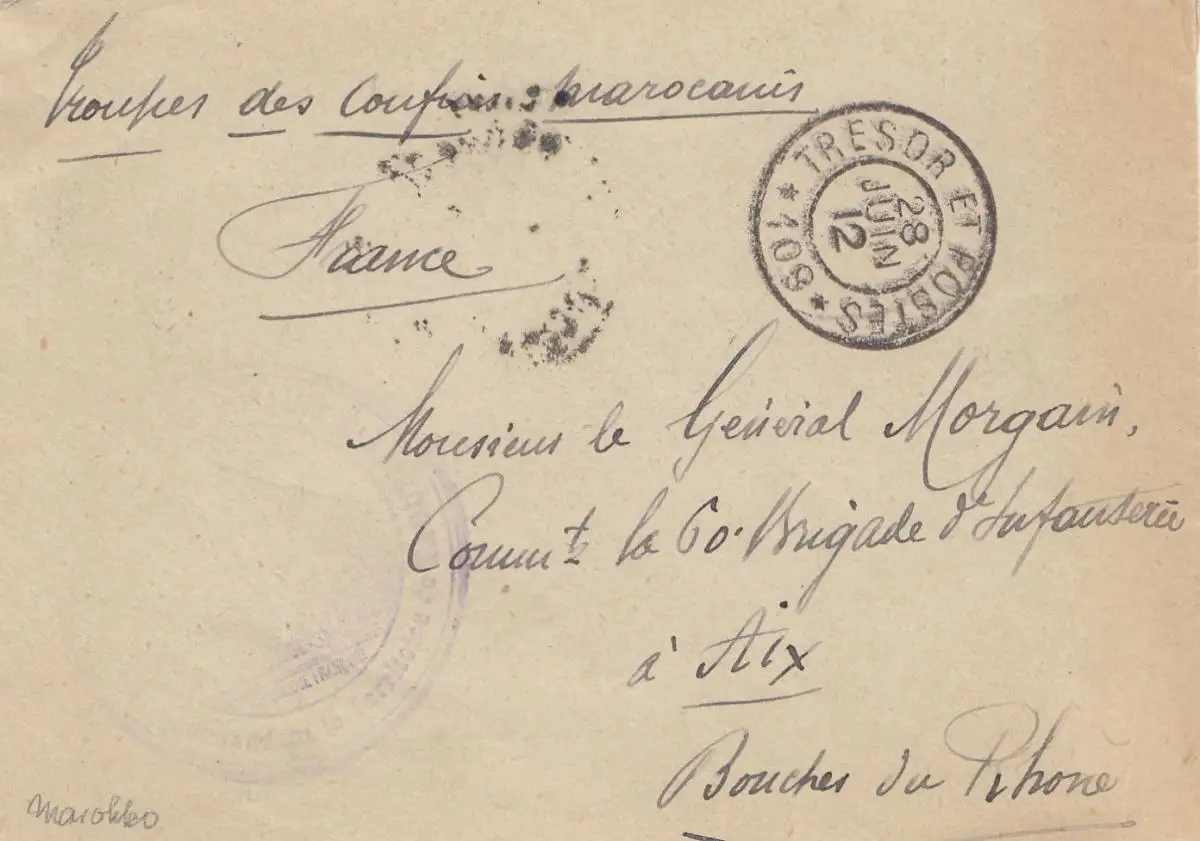 Troupes des Confins marocains
France
TRESOR ET POSTES
* 108 *
28
JUIN
12
Monsieur le Général Morgain,
Commt la 60e Brigade d'Infanterie
à Aix
Bouches du Rhône
Marokko